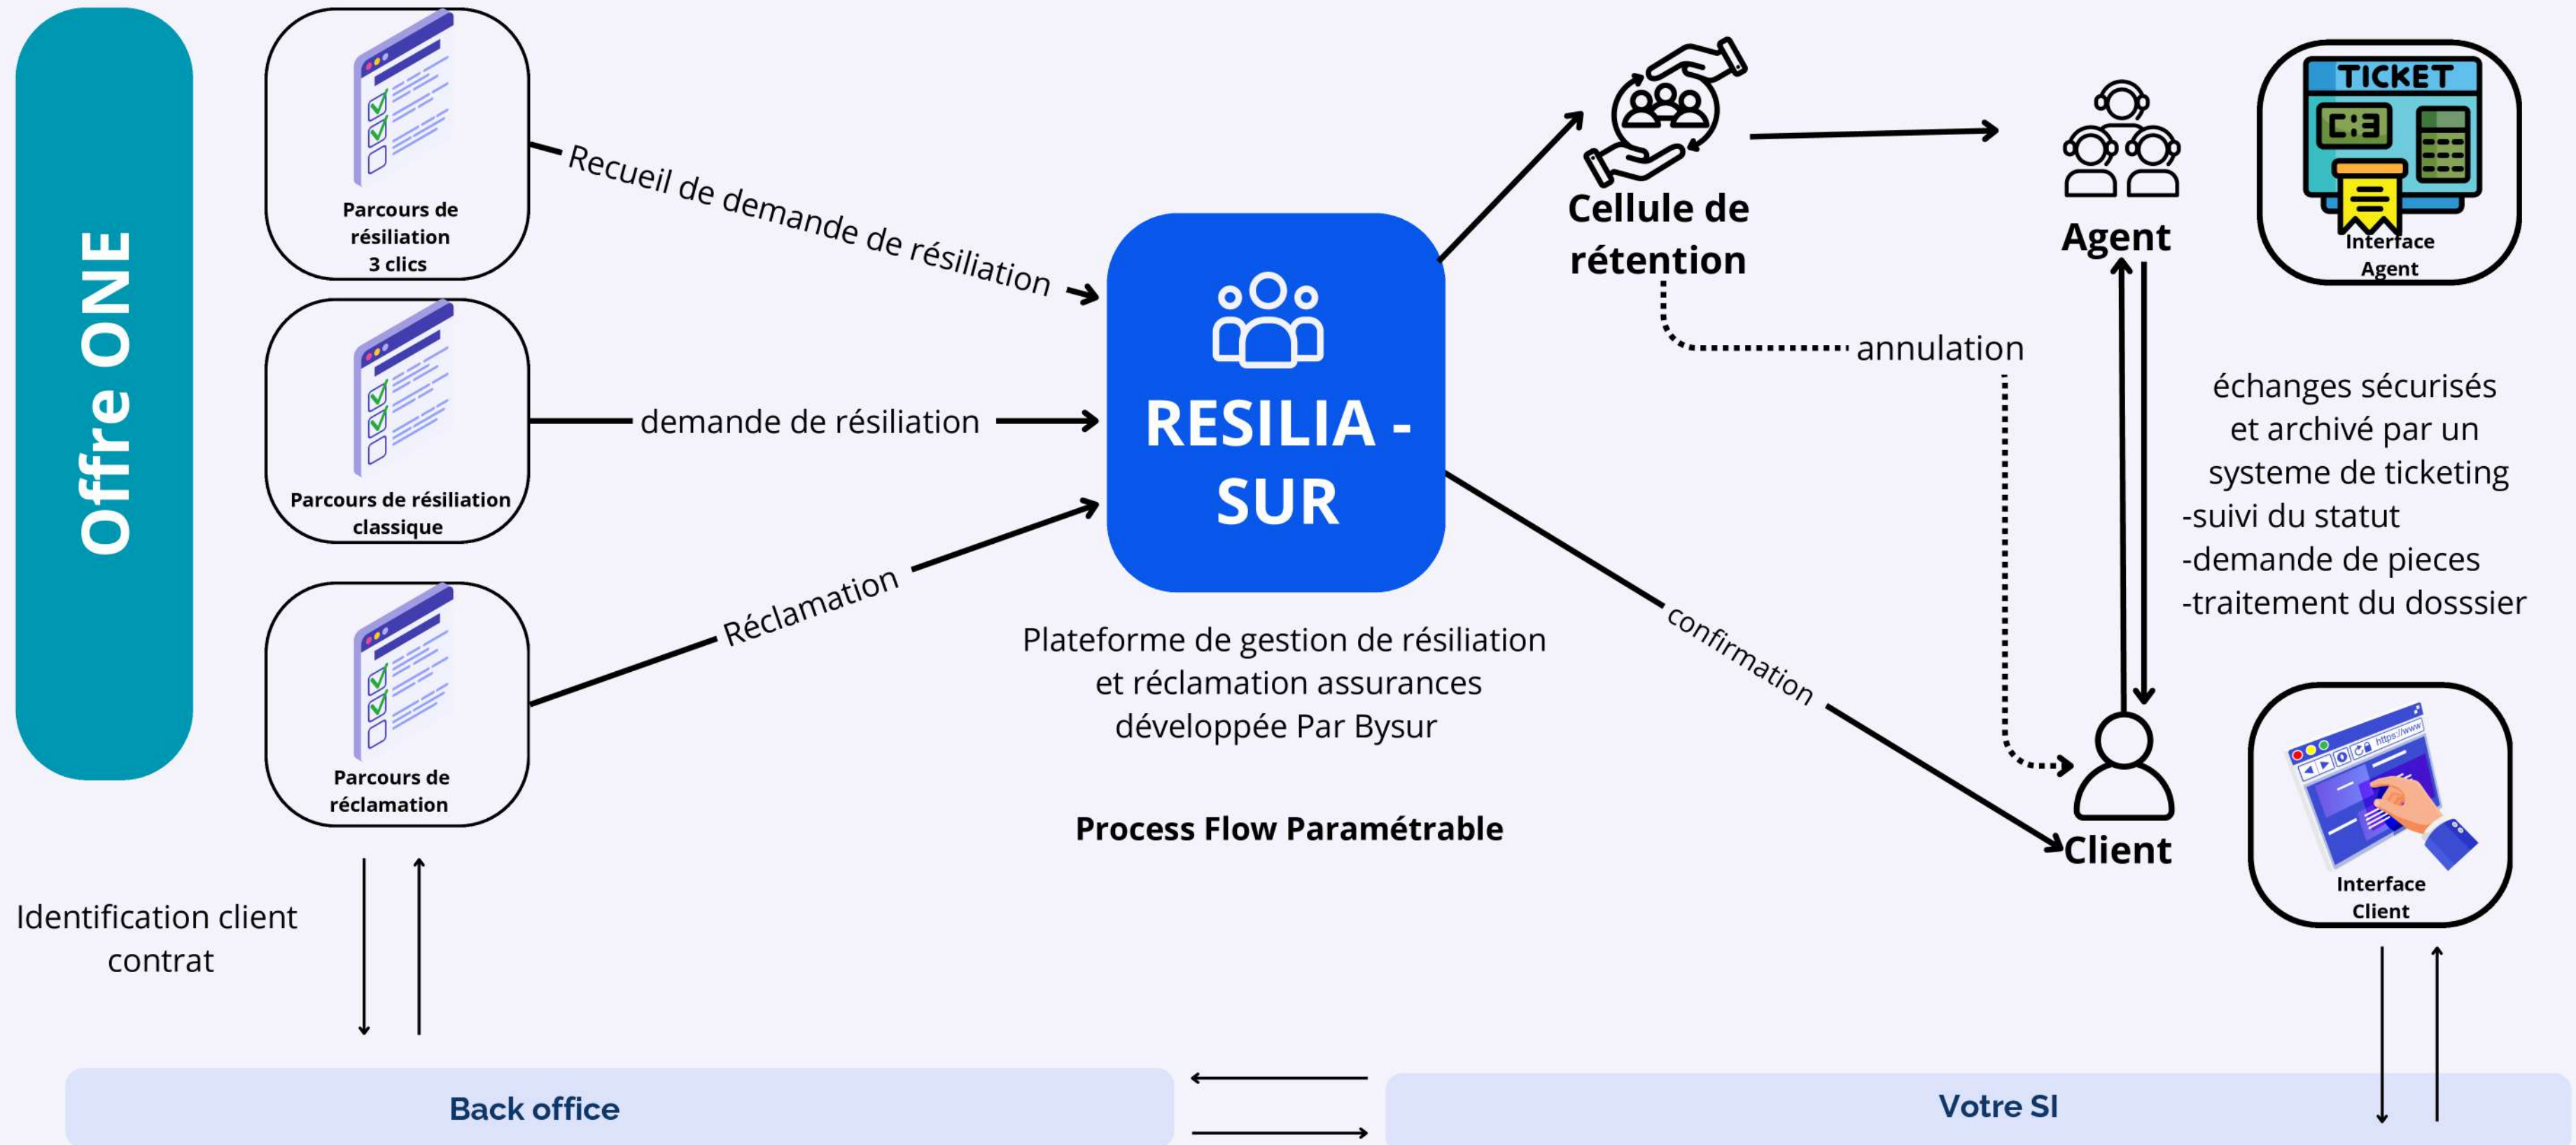 Offre ONE
Parcours de
résiliation
3 clics
Recueil de demande de résiliation
Parcours de résiliation
classique
demande de résiliation
Parcours de
réclamation
Réclamation
Identification client
contrat
RESILIA -
SUR
Plateforme de gestion de résiliation
et réclamation assurances
développée Par Bysur
Process Flow Paramétrable
Cellule de
rétention
annulation
confirmation
Agent
TICKET
C:3
Interface
Agent
échanges sécurisés
et archivé par un
systeme de ticketing
-suivi du statut
-demande de pieces
-traitement du dosssier
Client
https://www
Interface
Client
Back office
Votre SI